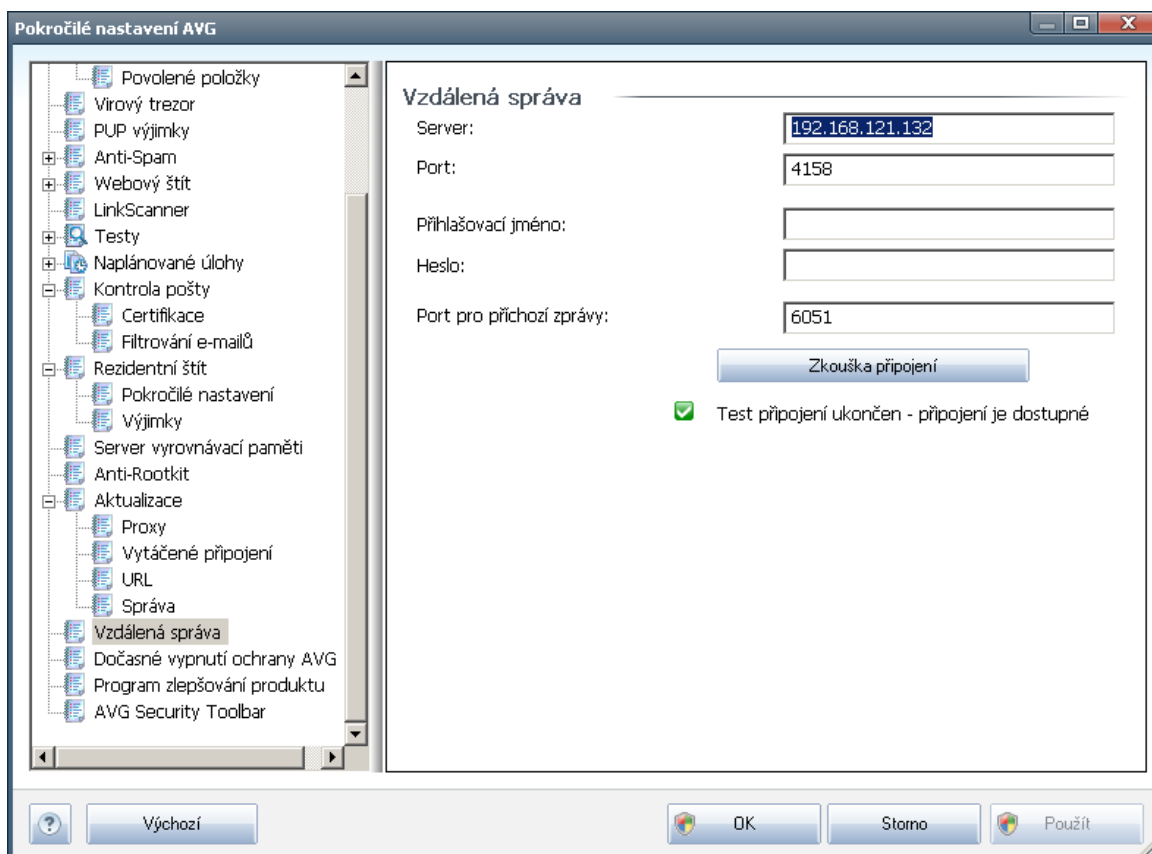 Pokročilé nastavení AVG
Povolené položky
Virový trezor
PUP výjimky
Anti-Spam
Webový štít
LinkScanner
Testy
Naplánované úlohy
Kontrola pošty
Certifikace
Filtrování e-mailů
Rezidentní štít
Pokročilé nastavení
Výjimky
Server vyrovnávací paměti
Anti-Rootkit
Aktualizace
Proxy
Vytáčené připojení
URL
Správa
Vzdálená správa
Dočasné vypnutí ochrany AVG
Program zlepšování produktu
AVG Security Toolbar
Vzdálená správa
Server: 192.168.121.132
Port: 4158
Přihlašovací jméno:
Heslo:
Port pro příchozí zprávy: 6051
Zkouška připojení
Test připojení ukončen - připojení je dostupné
? Výchozí OK Storno Použít